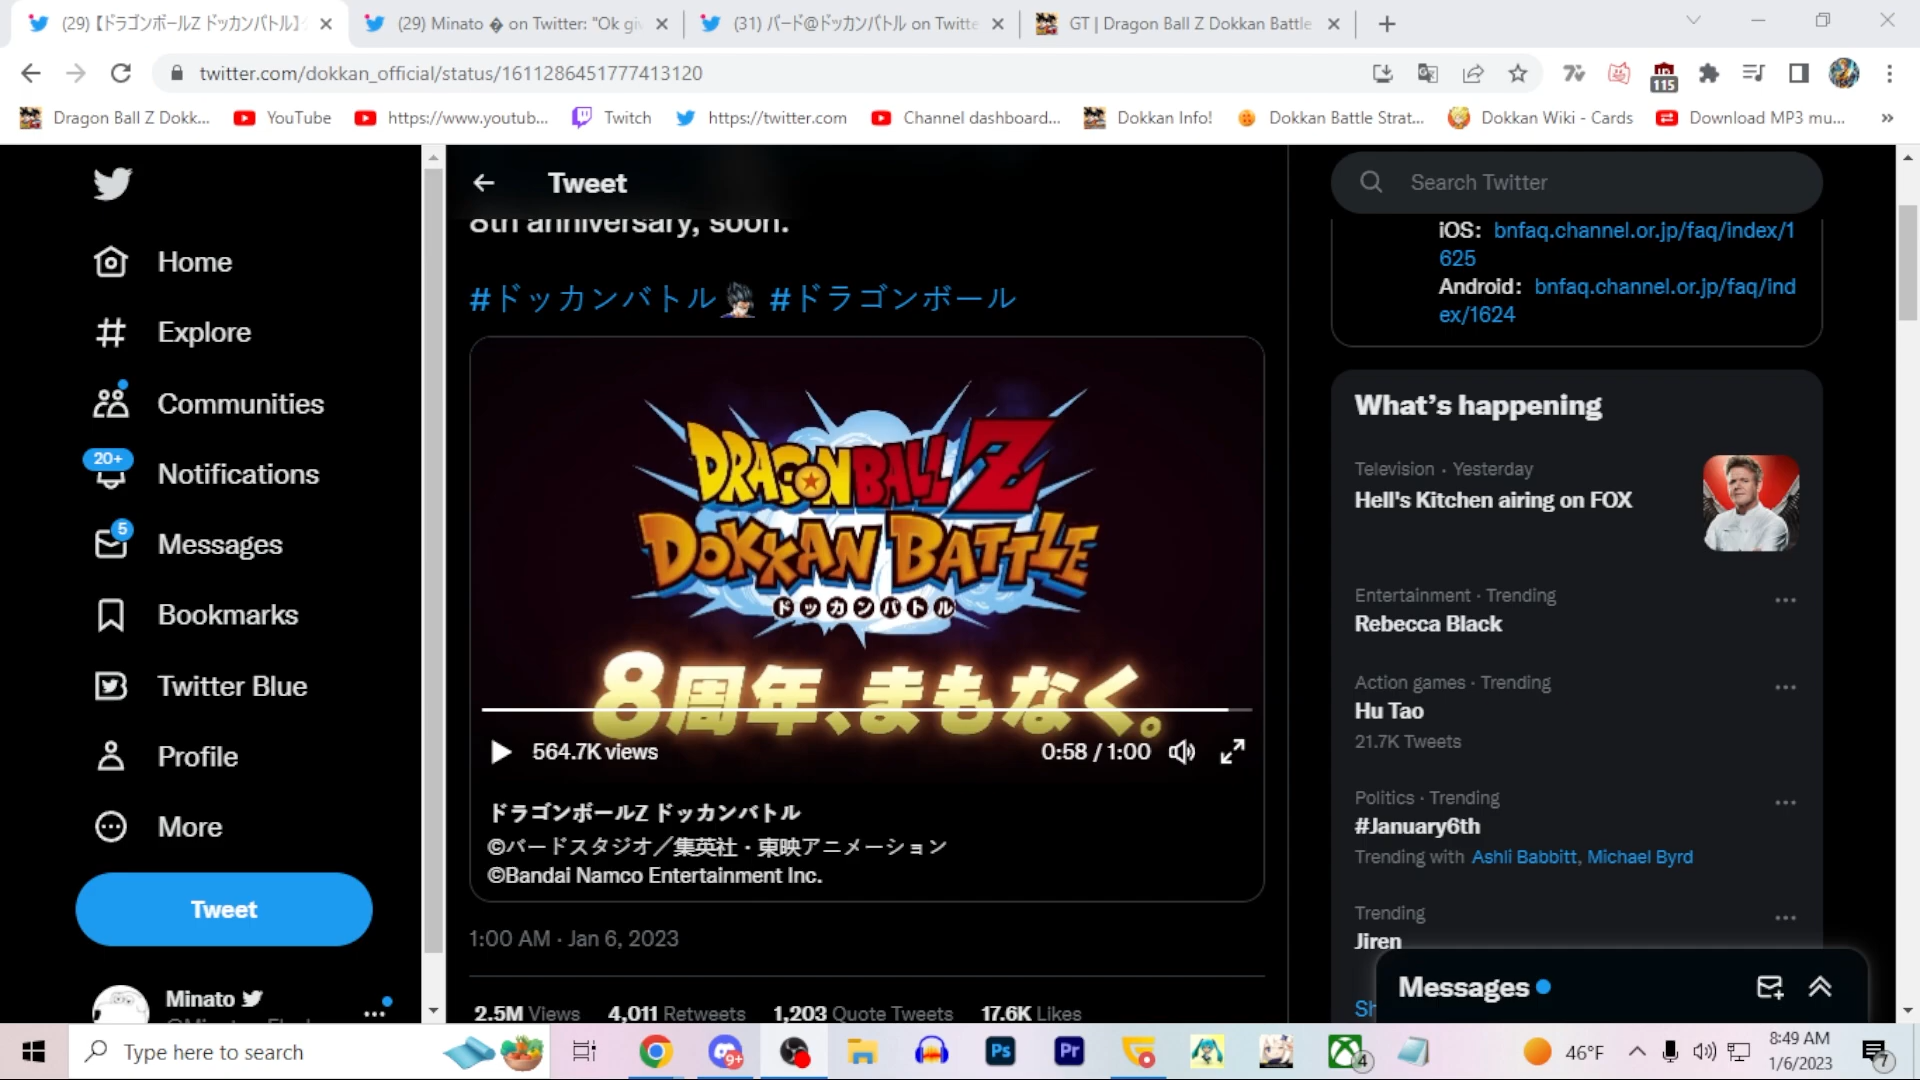 (29) 【ドラゴンボールZ ドッカンバトル】
(29) Minato � on Twitter: "Ok giv
(31) バード@ドッカンバトル on Twitte
GT | Dragon Ball Z Dokkan Battle
twitter.com/dokkan_official/status/1611286451777413120
115
Dragon Ball Z Dokk...
YouTube
https://www.youtub...
Twitch
https://twitter.com
Channel dashboard...
Dokkan Info!
Dokkan Battle Strat...
Dokkan Wiki - Cards
Download MP3 mu...
»
Home
Explore
Communities
20+
Notifications
5
Messages
Bookmarks
Twitter Blue
Profile
More
Tweet
Minato
Tweet
8th anniversary, soon.
#ドッカンバトル #ドラゴンボール
DRAGONBALL Z
DOKKAN BATTLE
ドッカンバトル
8周年、まもなく。
564.7K views
0:58 / 1:00
ドラゴンボールZ ドッカンバトル
©バードスタジオ／集英社・東映アニメーション
©Bandai Namco Entertainment Inc.
1:00 AM · Jan 6, 2023
2.5M Views 4,011 Retweets 1,203 Quote Tweets 17.6K Likes
Search Twitter
iOS: bnfaq.channel.or.jp/faq/index/1
625
Android: bnfaq.channel.or.jp/faq/ind
ex/1624
What's happening
Television · Yesterday
Hell's Kitchen airing on FOX
Entertainment · Trending
Rebecca Black
Action games · Trending
Hu Tao
21.7K Tweets
Politics · Trending
#January6th
Trending with Ashli Babbitt, Michael Byrd
Trending
Jiren
Sh
Messages
Type here to search
9+
Ps
Pr
4
46°F
8:49 AM
1/6/2023
7